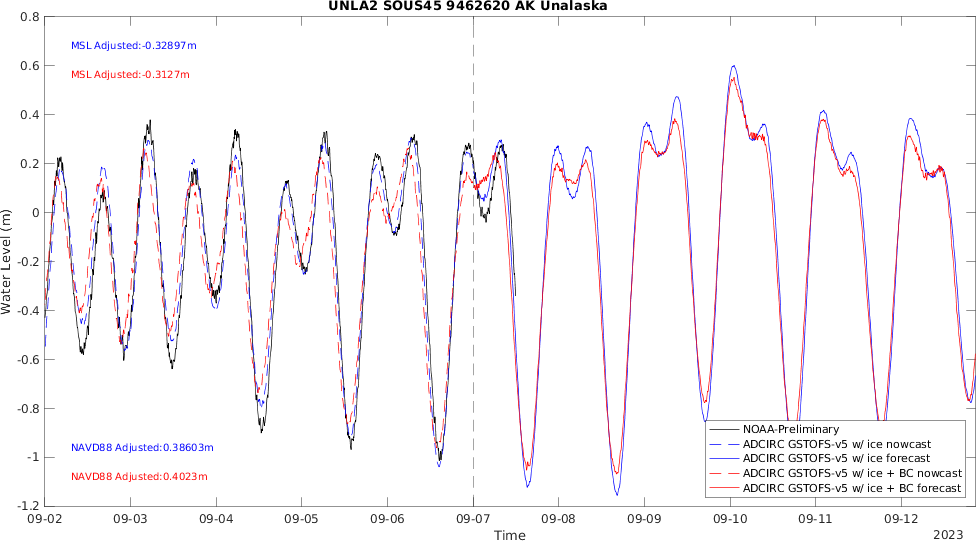 UNLA2 SOUS45 9462620 AK Unalaska
0.8
0.6
0.4
0.2
0
-0.2
-0.4
-0.6
-0.8
-1
-1.2
Water Level (m)
MSL Adjusted:-0.32897m
MSL Adjusted:-0.3127m
NAVD88 Adjusted:0.38603m
NAVD88 Adjusted:0.4023m
NOAA-Preliminary
ADCIRC GSTOFS-v5 w/ ice nowcast
ADCIRC GSTOFS-v5 w/ ice forecast
ADCIRC GSTOFS-v5 w/ ice + BC nowcast
ADCIRC GSTOFS-v5 w/ ice + BC forecast
09-02 09-03 09-04 09-05 09-06 09-07 09-08 09-09 09-10 09-11 09-12
Time
2023